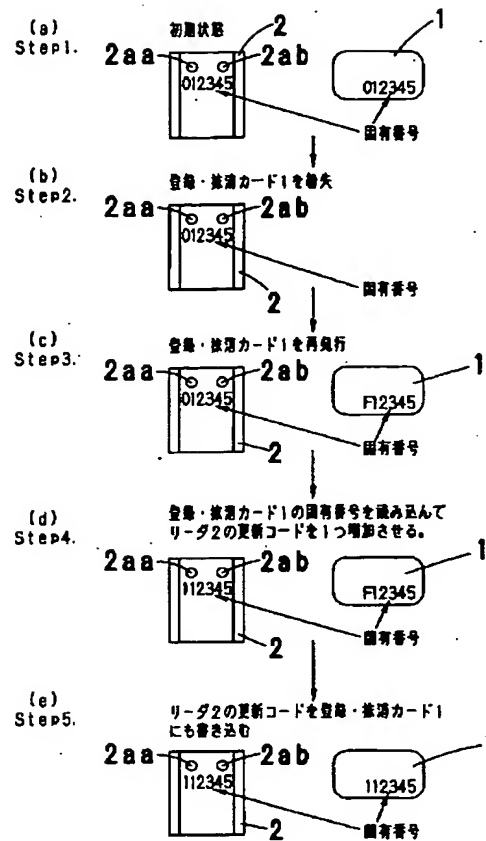 (a)
Step1.
初期状態
2
1
2aa
2ab
012345
012345
固有番号
(b)
Step2.
登録・抹消カード1を紛失
2aa
2ab
012345
2
固有番号
(c)
Step3.
登録・抹消カード1を再発行
2aa
2ab
1
012345
F12345
2
固有番号
(d)
Step4.
登録・抹消カード1の固有番号を読み込んで
リーダ2の更新コードを1つ増加させる。
2aa
2ab
1
112345
F12345
2
固有番号
(e)
Step5.
リーダ2の更新コードを登録・抹消カード1
にも書き込む
2aa
2ab
112345
112345
2
固有番号